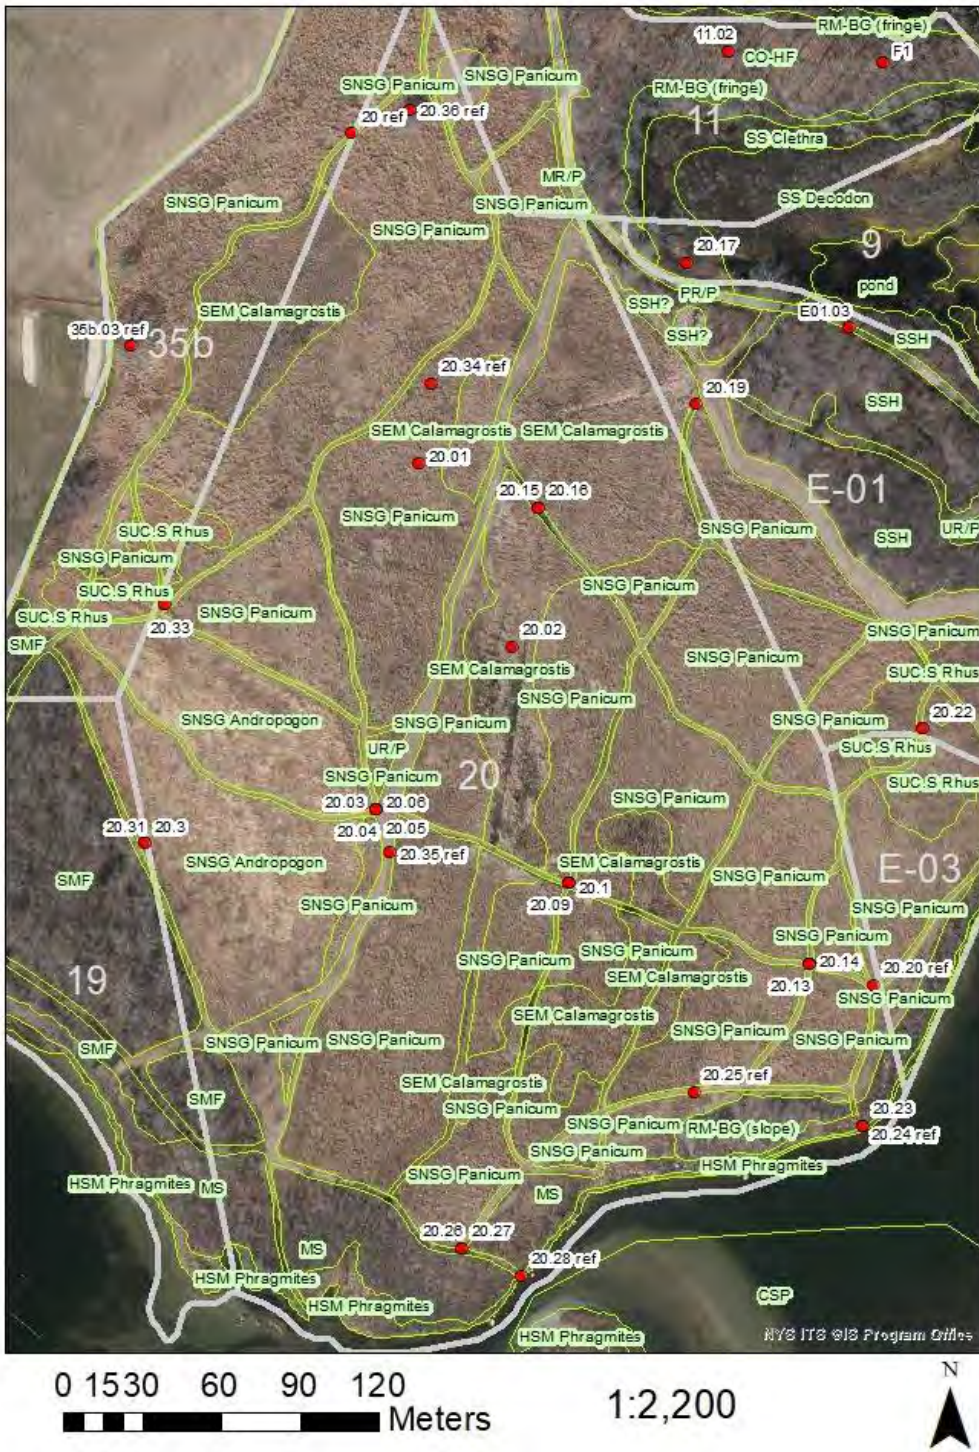 RM-BG (fringe)
11.02
CO-HF
F1
SNSG Panicum
SNSG Panicum
RM-BG (fringe)
20 ref
20.36 ref
11
SS Clethra
MR/P
SNSG Panicum
SNSG Panicum
SS Decodon
SNSG Panicum
9
20.17
pond
PR/P
SSH?
SEM Calamagrostis
E01.03
35b.03 ref
35b
SSH?
SSH
20.34 ref
20.19
SSH
SEM Calamagrostis
SEM Calamagrostis
20.01
E-01
20.15
20.16
SNSG Panicum
SUC:S Rhus
SNSG Panicum
UR/P
SSH
SNSG Panicum
SUC:S Rhus
SNSG Panicum
SUC:S Rhus
SNSG Panicum
20.33
20.02
SNSG Panicum
SMF
SEM Calamagrostis
SNSG Panicum
SUC:S Rhus
SNSG Panicum
SNSG Andropogon
SNSG Panicum
SNSG Panicum
20.22
UR/P
SUC:S Rhus
SNSG Panicum
20
SUC:S Rhus
20.03
20.06
SNSG Panicum
20.04
20.05
20.31
20.3
20.35 ref
SNSG Andropogon
SEM Calamagrostis
E-03
SMF
SNSG Panicum
20.1
20.09
SNSG Panicum
SNSG Panicum
SNSG Panicum
SNSG Panicum
SNSG Panicum
20.14
19
SEM Calamagrostis
20.13
20.20 ref
SNSG Panicum
SEM Calamagrostis
SMF
SNSG Panicum
SNSG Panicum
SNSG Panicum
SNSG Panicum
20.25 ref
SEM Calamagrostis
SMF
SNSG Panicum
20.23
SNSG Panicum
RM-BG (slope)
20.24 ref
SNSG Panicum
HSM Phragmites
SNSG Panicum
HSM Phragmites
MS
MS
20.26
20.27
MS
20.28 ref
HSM Phragmites
CSP
HSM Phragmites
HSM Phragmites
NYS ITS GIS Program Office
N
0 15 30 60 90 120
Meters
1:2,200